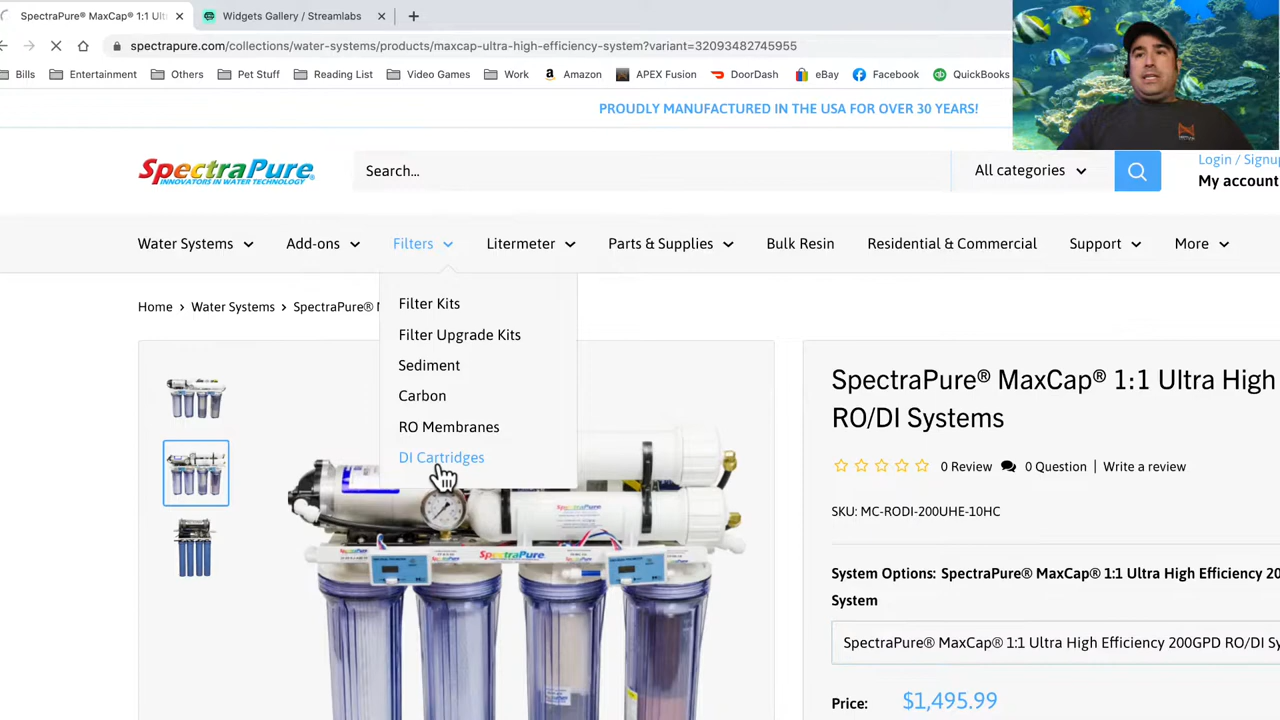 SpectraPure® MaxCap® 1:1 Ul
Widgets Gallery / Streamlabs
spectrapure.com/collections/water-systems/products/maxcap-ultra-high-efficiency-system?variant=32093482745955
Bills
Entertainment
Others
Pet Stuff
Reading List
Video Games
Work
Amazon
APEX Fusion
DoorDash
eBay
Facebook
QuickBooks
PROUDLY MANUFACTURED IN THE USA FOR OVER 30 YEARS!
SpectraPure®
INNOVATORS IN WATER TECHNOLOGY
Search...
All categories
Login / Signup
My account
Water Systems
Add-ons
Filters
Litermeter
Parts & Supplies
Bulk Resin
Residential & Commercial
Support
More
Filter Kits
Filter Upgrade Kits
Sediment
Carbon
RO Membranes
DI Cartridges
Home > Water Systems > SpectraPure®
SpectraPure® MaxCap® 1:1 Ultra High
RO/DI Systems
0 Review
0 Question
Write a review
SKU: MC-RODI-200UHE-10HC
System Options: SpectraPure® MaxCap® 1:1 Ultra High Efficiency 20
System
SpectraPure® MaxCap® 1:1 Ultra High Efficiency 200GPD RO/DI Sy
Price: $1,495.99
SpectraPure